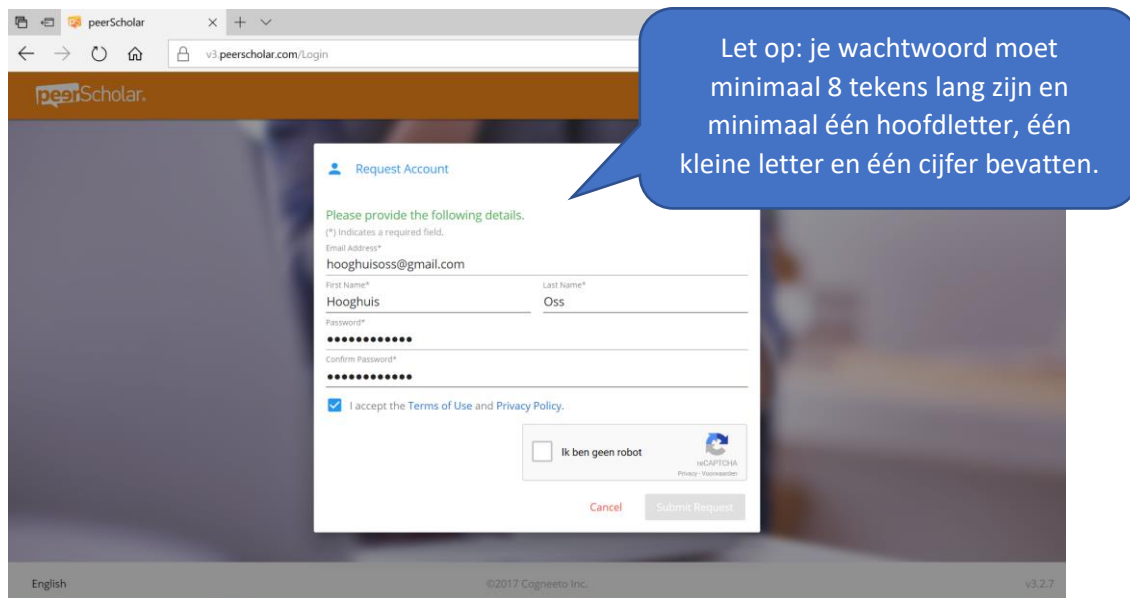 peerScholar
v3.peerscholar.com/Login
Let op: je wachtwoord moet
minimaal 8 tekens lang zijn en
minimaal één hoofdletter, één
kleine letter en één cijfer bevatten.
peerScholar.
Request Account
Please provide the following details.
(*) Indicates a required field.
Email Address*
hooghuisoss@gmail.com
First Name* Last Name*
Hooghuis Oss
Password*
••••••••••••
Confirm Password*
••••••••••••
I accept the Terms of Use and Privacy Policy.
Ik ben geen robot
reCAPTCHA
Privacy - Voorwaarden
Cancel Submit Request
English ©2017 Cogneeto Inc. v3.2.7